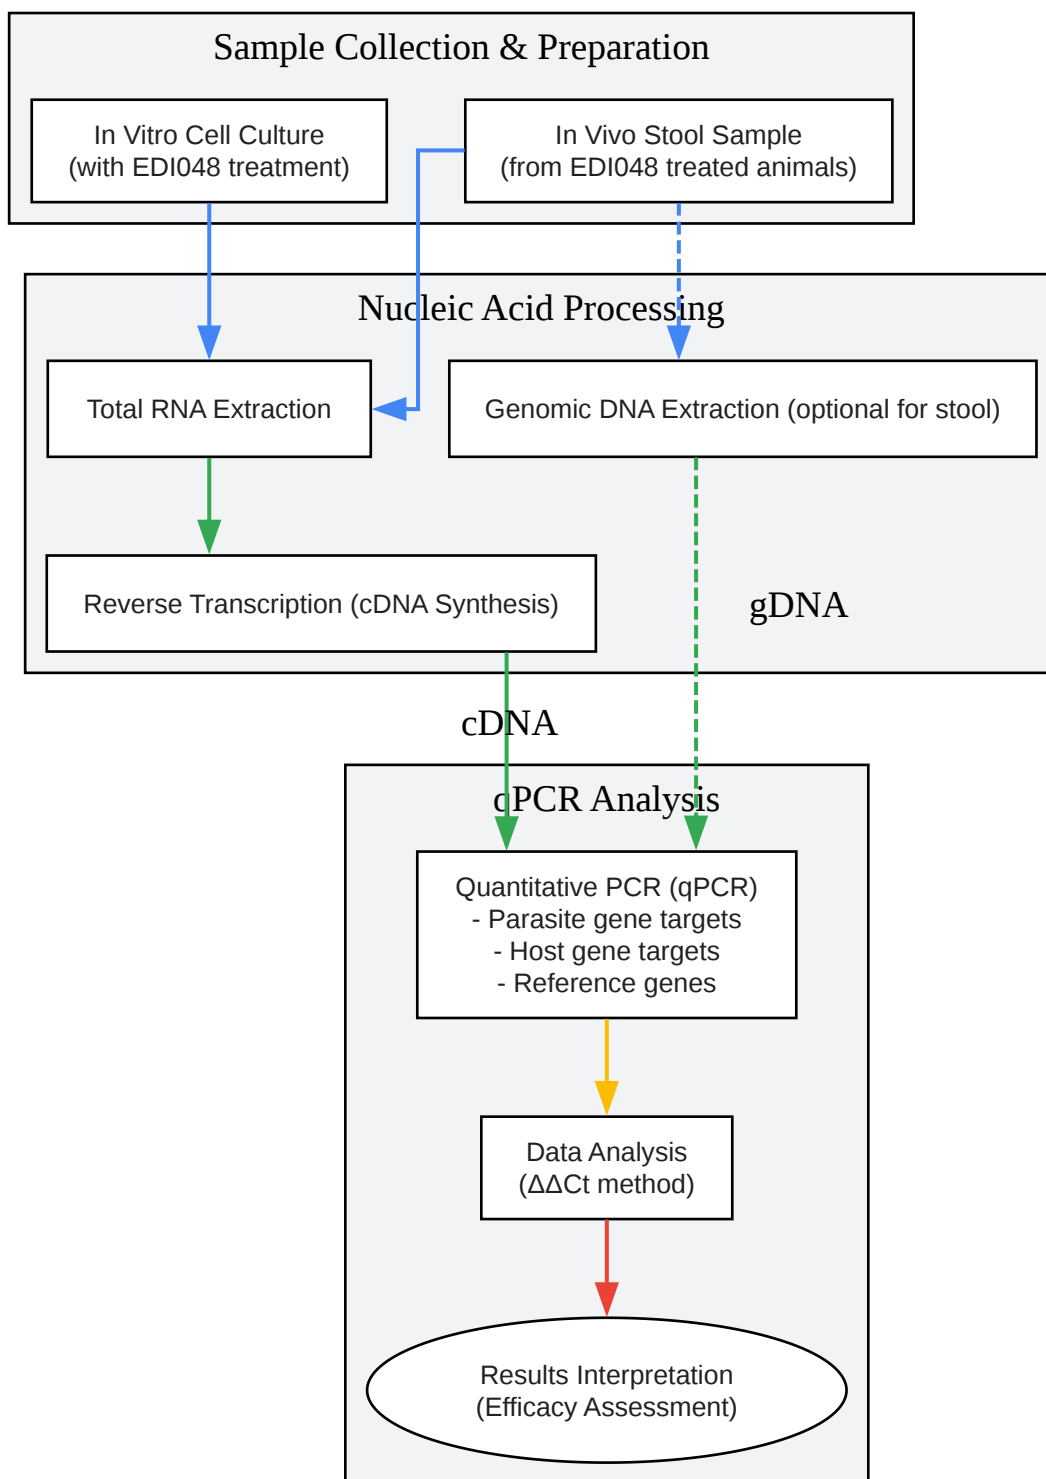 Sample Collection & Preparation
In Vitro Cell Culture
(with EDI048 treatment)
In Vivo Stool Sample
(from EDI048 treated animals)
Nucleic Acid Processing
Total RNA Extraction
Genomic DNA Extraction (optional for stool)
Reverse Transcription (cDNA Synthesis)
gDNA
cDNA
qPCR Analysis
Quantitative PCR (qPCR)
- Parasite gene targets
- Host gene targets
- Reference genes
Data Analysis
(ΔΔCt method)
Results Interpretation
(Efficacy Assessment)